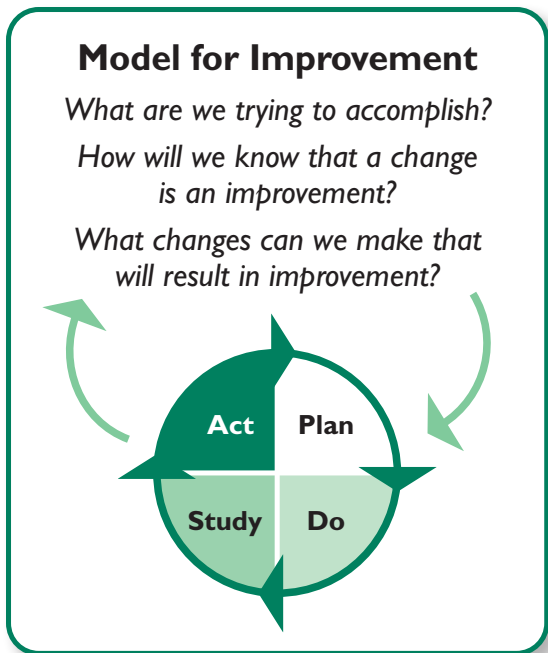 Model for Improvement
What are we trying to accomplish?
How will we know that a change
is an improvement?
What changes can we make that
will result in improvement?
Act
Plan
Study
Do